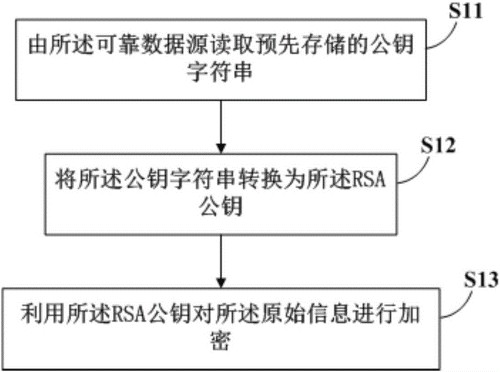 S11
由所述可靠数据源读取预先存储的公钥
字符串
S12
将所述公钥字符串转换为所述RSA
公钥
S13
利用所述RSA公钥对所述原始信息进行加
密